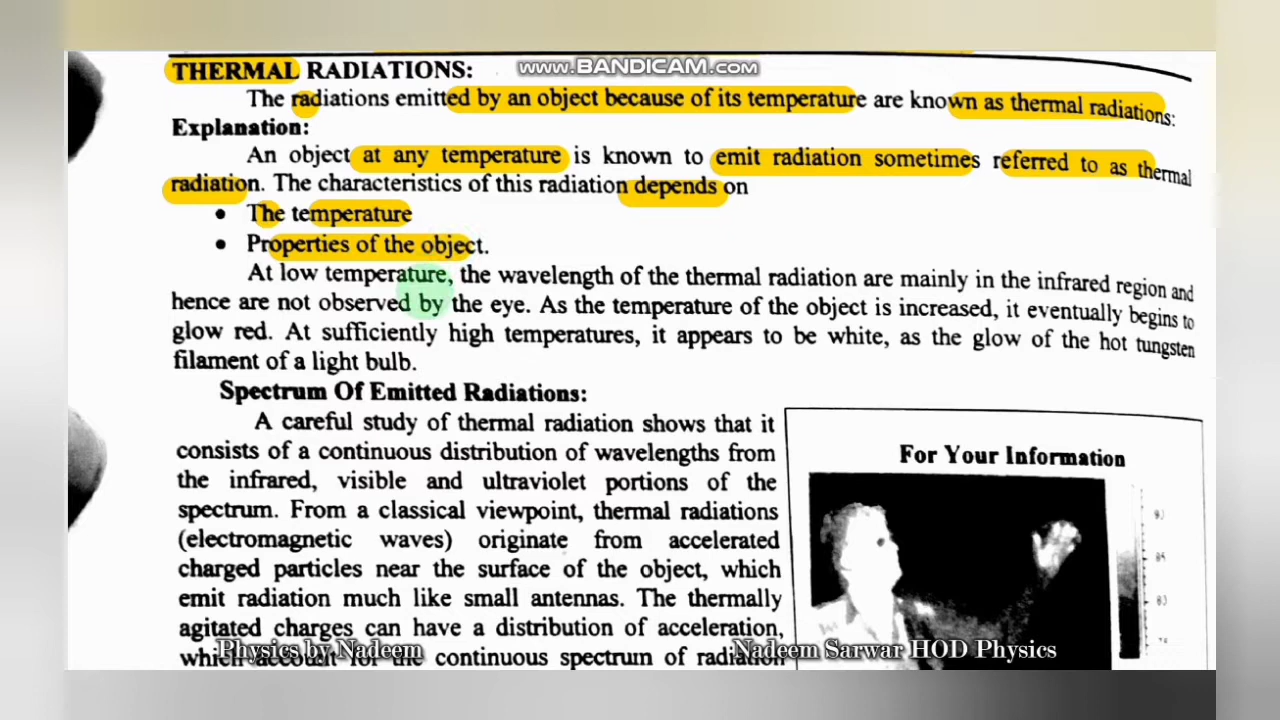 www.BANDICAM.com
THERMAL RADIATIONS:
The radiations emitted by an object because of its temperature are known as thermal radiations:
Explanation:
An object at any temperature is known to emit radiation sometimes referred to as thermal
radiation. The characteristics of this radiation depends on
• The temperature
• Properties of the object.
At low temperature, the wavelength of the thermal radiation are mainly in the infrared region and
hence are not observed by the eye. As the temperature of the object is increased, it eventually begins to
glow red. At sufficiently high temperatures, it appears to be white, as the glow of the hot tungsten
filament of a light bulb.
Spectrum Of Emitted Radiations:
A careful study of thermal radiation shows that it
consists of a continuous distribution of wavelengths from
the infrared, visible and ultraviolet portions of the
spectrum. From a classical viewpoint, thermal radiations
(electromagnetic waves) originate from accelerated
charged particles near the surface of the object, which
emit radiation much like small antennas. The thermally
agitated charges can have a distribution of acceleration,
which account for the continuous spectrum of radiation
For Your Information
Physics by Nadeem
Nadeem Sarwar HOD Physics